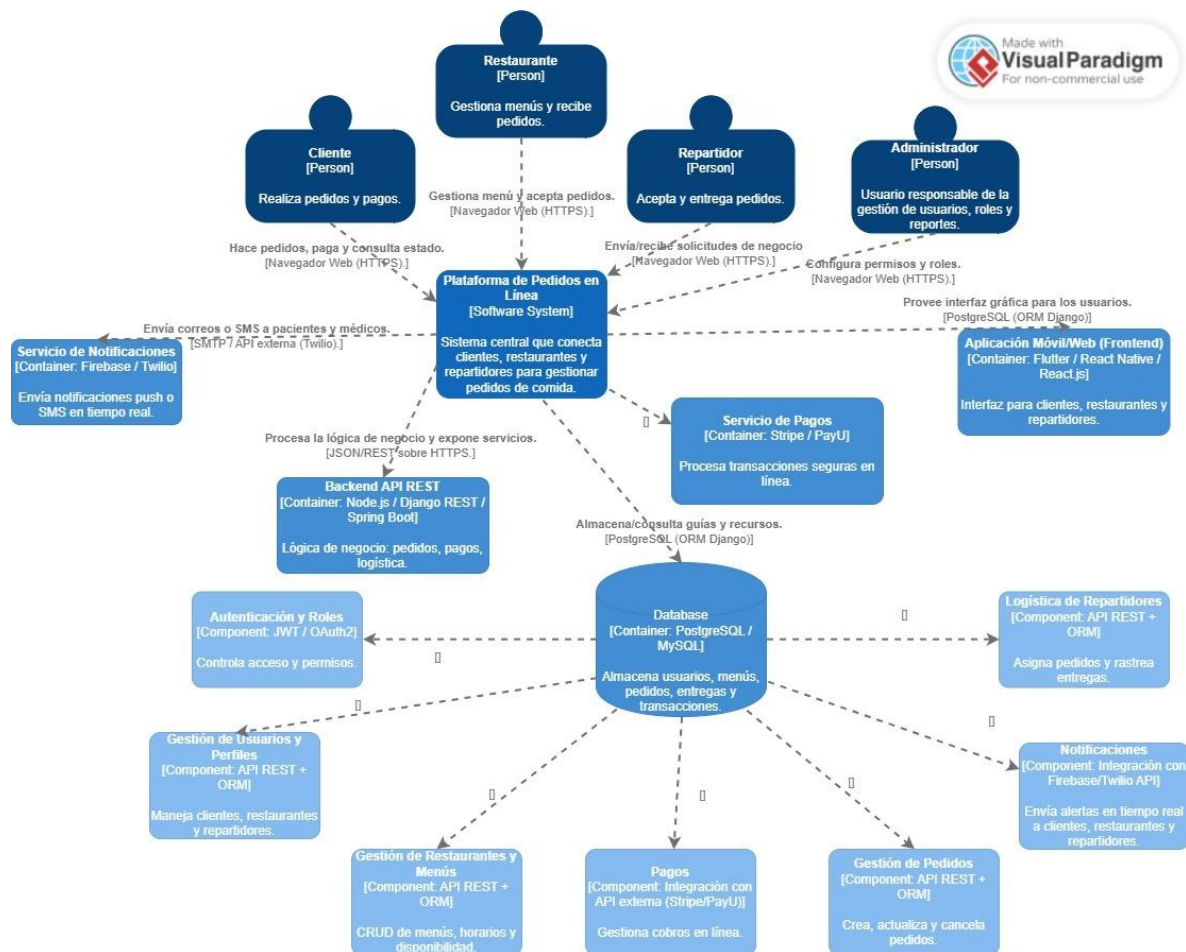 Made with
VisualParadigm
For non-commercial use
Restaurante
[Person]
Gestiona menús y recibe
pedidos.
Cliente
[Person]
Realiza pedidos y pagos.
Repartidor
[Person]
Acepta y entrega pedidos.
Administrador
[Person]
Usuario responsable de la
gestión de usuarios, roles y
reportes.
Gestiona menú y acepta pedidos.
[Navegador Web (HTTPS).]
Hace pedidos, paga y consulta estado.
[Navegador Web (HTTPS).]
Envía/recibe solicitudes de negocio
[Navegador Web (HTTPS).]
Configura permisos y roles.
[Navegador Web (HTTPS).]
Plataforma de Pedidos en
Línea
[Software System]
Sistema central que conecta
clientes, restaurantes y
repartidores para gestionar
pedidos de comida.
Provee interfaz gráfica para los usuarios.
[PostgreSQL (ORM Django)]
Envía correos o SMS a pacientes y médicos.
[SMTP / API externa (Twilio).]
Servicio de Notificaciones
[Container: Firebase / Twilio]
Envía notificaciones push o
SMS en tiempo real.
Aplicación Móvil/Web (Frontend)
[Container: Flutter / React Native /
React.js]
Interfaz para clientes, restaurantes y
repartidores.
[]
Servicio de Pagos
[Container: Stripe / PayU]
Procesa transacciones seguras en
línea.
Procesa la lógica de negocio y expone servicios.
[JSON/REST sobre HTTPS.]
Backend API REST
[Container: Node.js / Django REST /
Spring Boot]
Lógica de negocio: pedidos, pagos,
logística.
Almacena/consulta guías y recursos.
[PostgreSQL (ORM Django)]
Database
[Container: PostgreSQL /
MySQL]
Almacena usuarios, menús,
pedidos, entregas y
transacciones.
Autenticación y Roles
[Component: JWT / OAuth2]
Controla acceso y permisos.
[]
Logística de Repartidores
[Component: API REST +
ORM]
Asigna pedidos y rastrea
entregas.
[]
[]
Gestión de Usuarios y
Perfiles
[Component: API REST +
ORM]
Maneja clientes, restaurantes
y repartidores.
[]
Notificaciones
[Component: Integración con
Firebase/Twilio API]
Envía alertas en tiempo real
a clientes, restaurantes y
repartidores.
[]
[]
[]
Gestión de Restaurantes y
Menús
[Component: API REST +
ORM]
CRUD de menús, horarios y
disponibilidad.
Pagos
[Component: Integración con
API externa (Stripe/PayU)]
Gestiona cobros en línea.
Gestión de Pedidos
[Component: API REST +
ORM]
Crea, actualiza y cancela
pedidos.